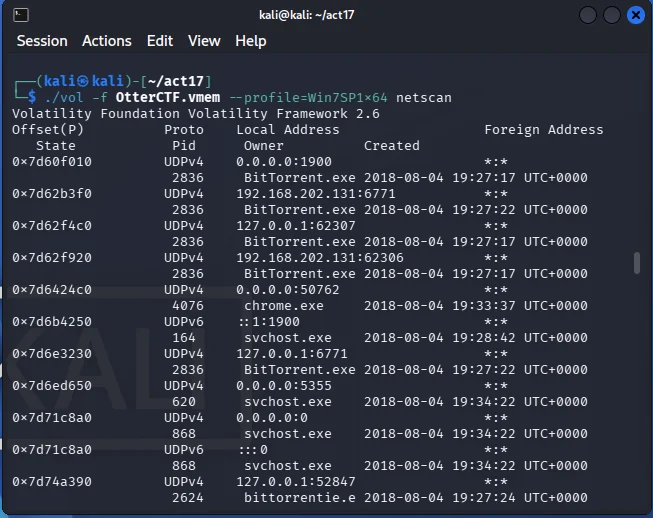 kali@kali: ~/act17
Session Actions Edit View Help
┌──(kali㉿kali)-[~/act17]
└─$ ./vol -f OtterCTF.vmem --profile=Win7SP1x64 netscan
Volatility Foundation Volatility Framework 2.6
Offset(P) Proto Local Address Foreign Address
State Pid Owner Created
0x7d60f010 UDPv4 0.0.0.0:1900 *:*
2836 BitTorrent.exe 2018-08-04 19:27:17 UTC+0000
0x7d62b3f0 UDPv4 192.168.202.131:6771 *:*
2836 BitTorrent.exe 2018-08-04 19:27:22 UTC+0000
0x7d62f4c0 UDPv4 127.0.0.1:62307 *:*
2836 BitTorrent.exe 2018-08-04 19:27:17 UTC+0000
0x7d62f920 UDPv4 192.168.202.131:62306 *:*
2836 BitTorrent.exe 2018-08-04 19:27:17 UTC+0000
0x7d6424c0 UDPv4 0.0.0.0:50762 *:*
4076 chrome.exe 2018-08-04 19:33:37 UTC+0000
0x7d6b4250 UDPv6 ::1:1900 *:*
164 svchost.exe 2018-08-04 19:28:42 UTC+0000
0x7d6e3230 UDPv4 127.0.0.1:6771 *:*
2836 BitTorrent.exe 2018-08-04 19:27:22 UTC+0000
0x7d6ed650 UDPv4 0.0.0.0:5355 *:*
620 svchost.exe 2018-08-04 19:34:22 UTC+0000
0x7d71c8a0 UDPv4 0.0.0.0:0 *:*
868 svchost.exe 2018-08-04 19:34:22 UTC+0000
0x7d71c8a0 UDPv6 :::0 *:*
868 svchost.exe 2018-08-04 19:34:22 UTC+0000
0x7d74a390 UDPv4 127.0.0.1:52847 *:*
2624 bittorrentie.e 2018-08-04 19:27:24 UTC+0000
KALI